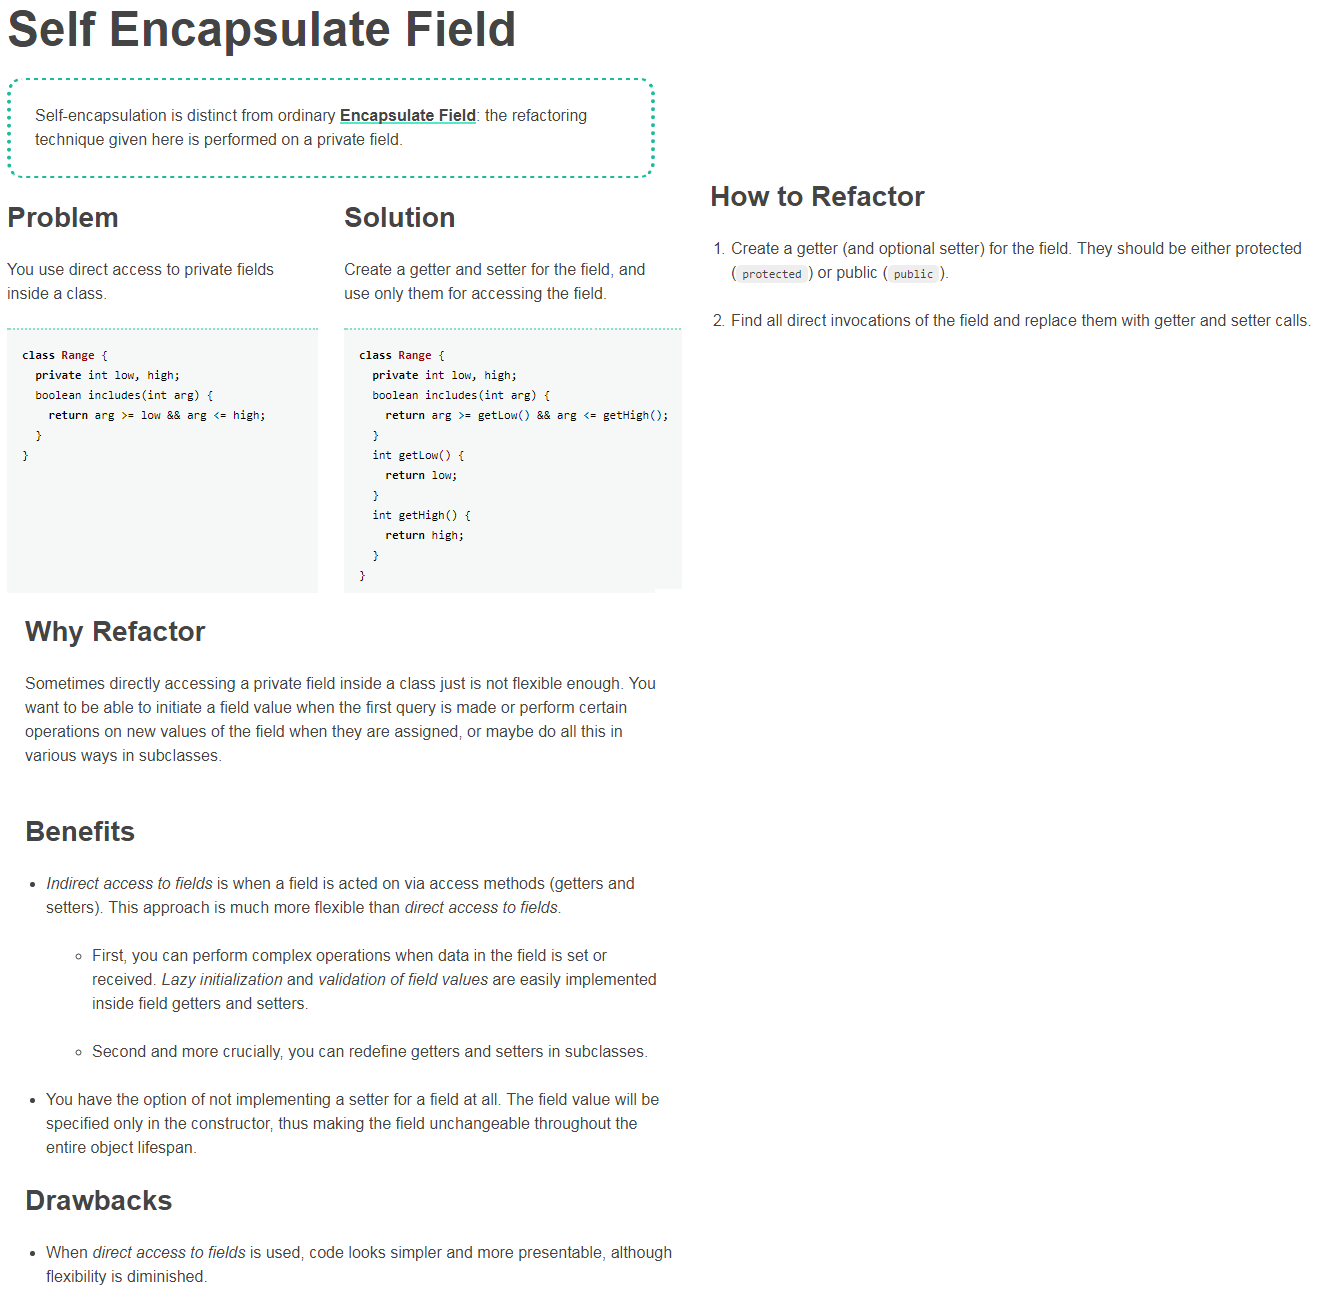 Self Encapsulate Field
Self-encapsulation is distinct from ordinary Encapsulate Field: the refactoring
technique given here is performed on a private field.
Problem
You use direct access to private fields
inside a class.
class Range {
  private int low, high;
  boolean includes(int arg) {
    return arg >= low && arg <= high;
  }
}
Solution
Create a getter and setter for the field, and
use only them for accessing the field.
class Range {
  private int low, high;
  boolean includes(int arg) {
    return arg >= getLow() && arg <= getHigh();
  }
  int getLow() {
    return low;
  }
  int getHigh() {
    return high;
  }
}
Why Refactor
Sometimes directly accessing a private field inside a class just is not flexible enough. You
want to be able to initiate a field value when the first query is made or perform certain
operations on new values of the field when they are assigned, or maybe do all this in
various ways in subclasses.
Benefits
• Indirect access to fields is when a field is acted on via access methods (getters and
setters). This approach is much more flexible than direct access to fields.
◦ First, you can perform complex operations when data in the field is set or
received. Lazy initialization and validation of field values are easily implemented
inside field getters and setters.
◦ Second and more crucially, you can redefine getters and setters in subclasses.
• You have the option of not implementing a setter for a field at all. The field value will be
specified only in the constructor, thus making the field unchangeable throughout the
entire object lifespan.
Drawbacks
• When direct access to fields is used, code looks simpler and more presentable, although
flexibility is diminished.
How to Refactor
1. Create a getter (and optional setter) for the field. They should be either protected
( protected ) or public ( public ).
2. Find all direct invocations of the field and replace them with getter and setter calls.